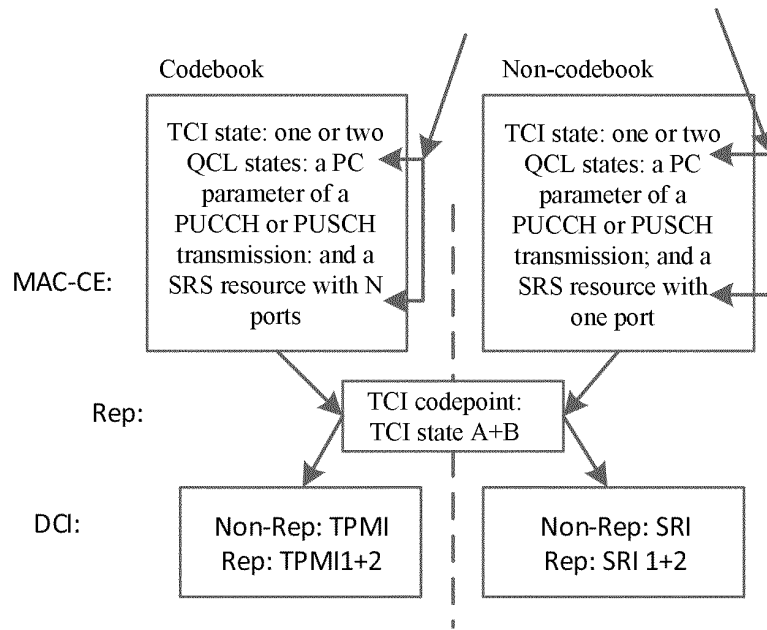 Codebook
Non-codebook
TCI state: one or two
QCL states: a PC
parameter of a
PUCCH or PUSCH
transmission: and a
SRS resource with N
ports
TCI state: one or two
QCL states: a PC
parameter of a
PUCCH or PUSCH
transmission; and a
SRS resource with
one port
MAC-CE:
Rep:
TCI codepoint:
TCI state A+B
DCI:
Non-Rep: TPMI
Rep: TPMI1+2
Non-Rep: SRI
Rep: SRI 1+2